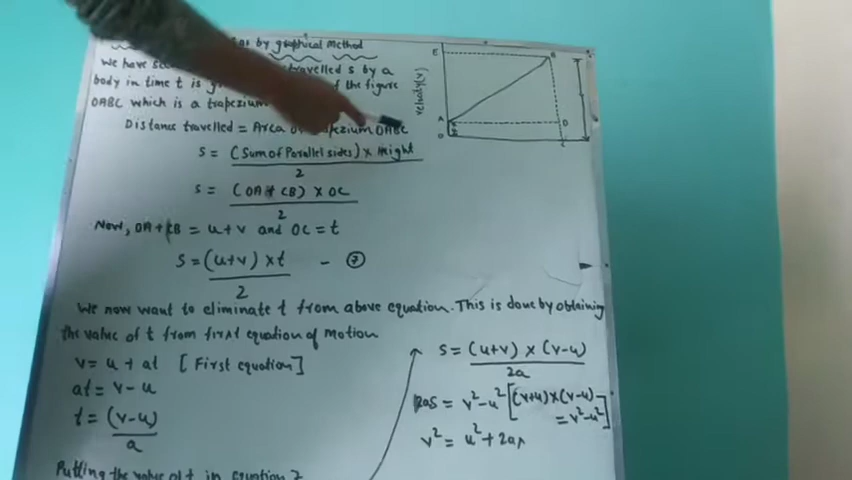 by graphical Method
We have travelled s by a
body in time t is of the figure
OABC which is a trapezium
Distance travelled = Area of Trapezium OABC
s = (Sum of Parallel sides) × Height
2
s = (OA + CB) × OC
2
Now, OA + CB = u + v and OC = t
s = (u+v) × t - ⑦
2
We now want to eliminate t from above equation. This is done by obtaining
the value of t from first equation of Motion
v = u + at [First equation]
at = v - u
t = (v-u)
a
Putting the value of t in equation 7
s = (u+v) × (v-u)
2a
2as = v² - u² [(v+u)×(v-u)
= v²-u²]
v² = u² + 2as
E
B
velocity(v)
A
D
O
C